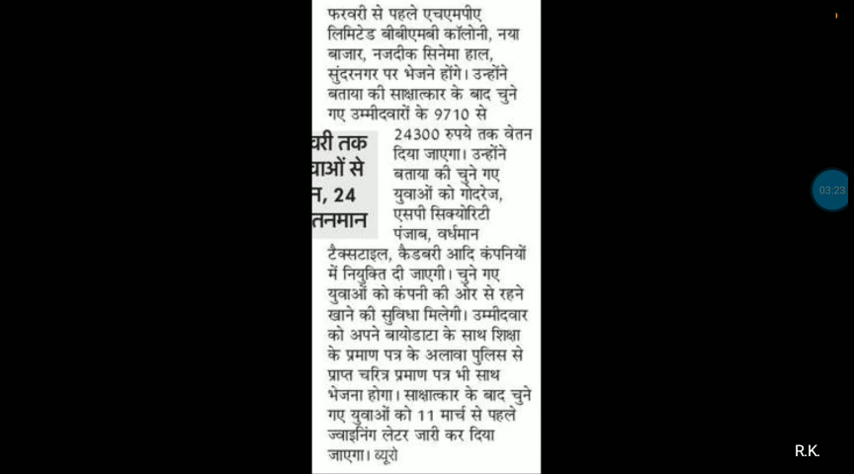 फरवरी से पहले एचएमपीए
लिमिटेड बीबीएमबी कॉलोनी, नया
बाजार, नजदीक सिनेमा हाल,
सुंदरनगर पर भेजने होंगे। उन्होंने
बताया की साक्षात्कार के बाद चुने
गए उम्मीदवारों के 9710 से
24300 रुपये तक वेतन
दिया जाएगा। उन्होंने
बताया की चुने गए
युवाओं को गोदरेज,
एसपी सिक्योरिटी
पंजाब, वर्धमान
टैक्सटाइल, कैडबरी आदि कंपनियों
में नियुक्ति दी जाएगी। चुने गए
युवाओं को कंपनी की ओर से रहने
खाने की सुविधा मिलेगी। उम्मीदवार
को अपने बायोडाटा के साथ शिक्षा
के प्रमाण पत्र के अलावा पुलिस से
प्राप्त चरित्र प्रमाण पत्र भी साथ
भेजना होगा। साक्षात्कार के बाद चुने
गए युवाओं को 11 मार्च से पहले
ज्वाइनिंग लेटर जारी कर दिया
जाएगा। ब्यूरो
वरी तक
वाओं से
न, 24
तनमान
03:23
R.K.